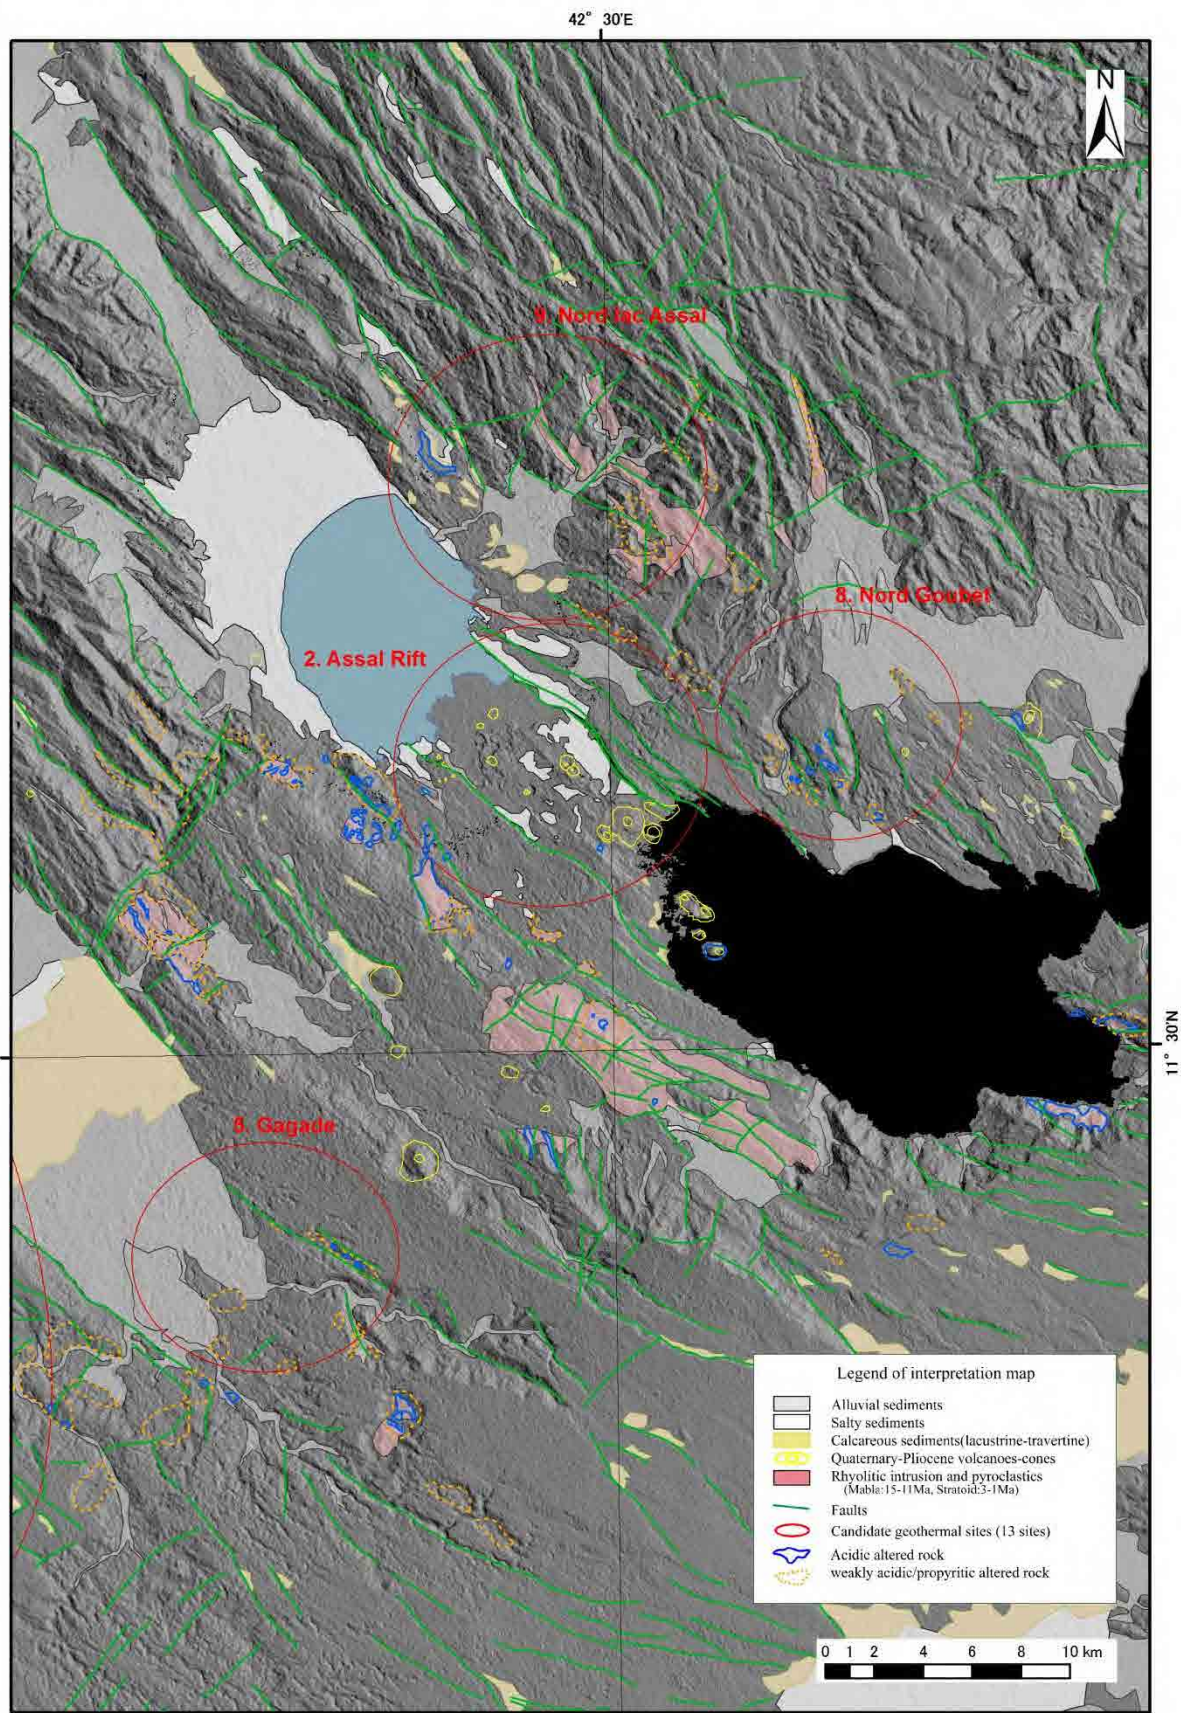 42° 30'E
N
9. Nord lac Assal
8. Nord Goubet
2. Assal Rift
11° 30'N
5. Gagade
Legend of interpretation map
Alluvial sediments
Salty sediments
Calcareous sediments(lacustrine-travertine)
Quaternary-Pliocene volcanoes-cones
Rhyolitic intrusion and pyroclastics
(Mabla:15-11Ma, Stratoid:3-1Ma)
Faults
Candidate geothermal sites (13 sites)
Acidic altered rock
weakly acidic/propyritic altered rock
0 1 2 4 6 8 10 km